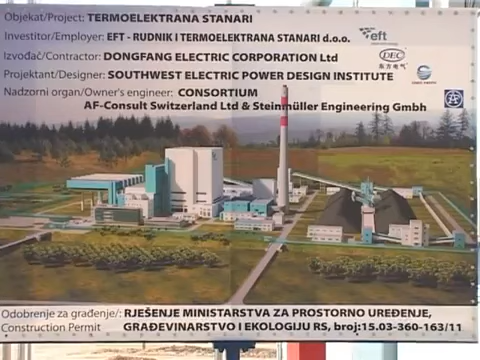 Objekat/Project: TERMOELEKTRANA STANARI
Investitor/Employer: EFT - RUDNIK I TERMOELEKTRANA STANARI d.o.o.
eft
Izvođač/Contractor: DONGFANG ELECTRIC CORPORATION Ltd
DEC
东方电气
Projektant/Designer: SOUTHWEST ELECTRIC POWER DESIGN INSTITUTE
Nadzorni organ/Owner's engineer: CONSORTIUM
AF-Consult Switzerland Ltd & Steinmüller Engineering Gmbh
Odobrenje za građenje/: RJEŠENJE MINISTARSTVA ZA PROSTORNO UREĐENJE,
Construction Permit GRAĐEVINARSTVO I EKOLOGIJU RS, broj:15.03-360-163/11